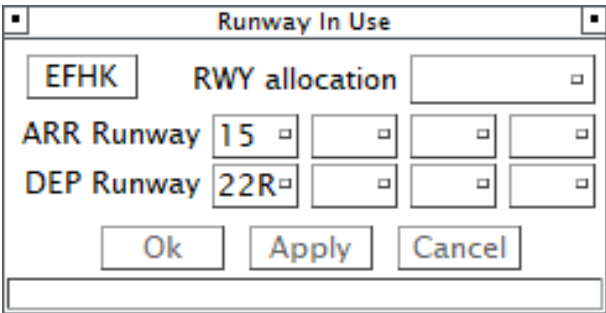 Runway In Use
EFHK RWY allocation
ARR Runway 15
DEP Runway 22R
Ok Apply Cancel